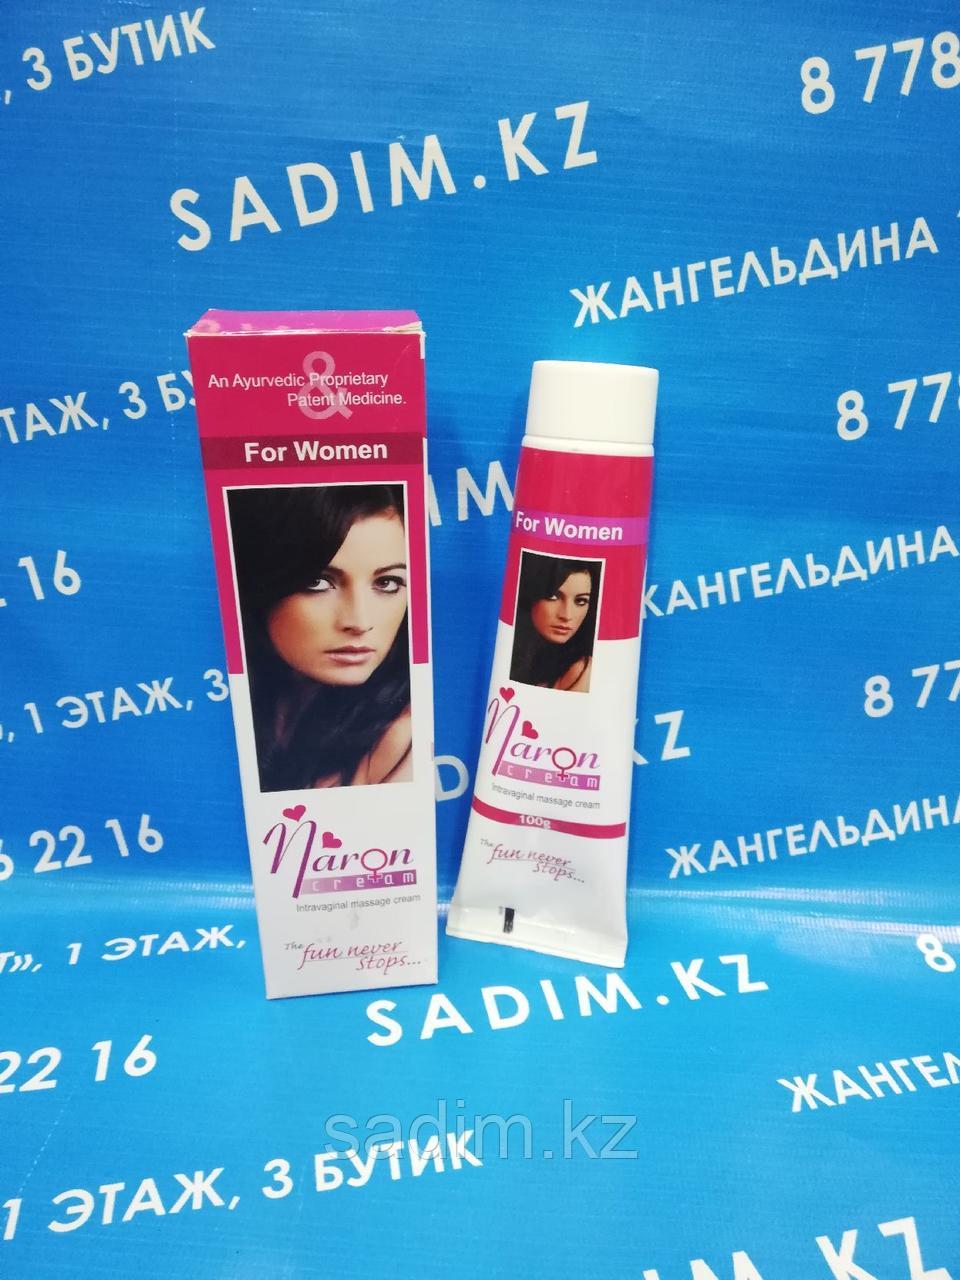 , 3 БУТИК
8 778
SADIM.KZ
ЖАНГЕЛЬДИНА
ЭТАЖ, 3
8 778
An Ayurvedic Proprietary
&
Patent Medicine.
For Women
For Women
16
ЖАНГЕЛЬДИНА
, 1 ЭТАЖ, 3
8 77
Naron
cream
Intravaginal massage cream
100g
The fun never
stops...
Naron
cream
Intravaginal massage cream
The fun never
stops...
22 16
ЖАНГЕЛЬДИНА
, 1 ЭТАЖ,
8
SADIM.KZ
22 16
ЖАНГЕЛЬ
sadim.kz
1 ЭТАЖ, 3 БУТИК